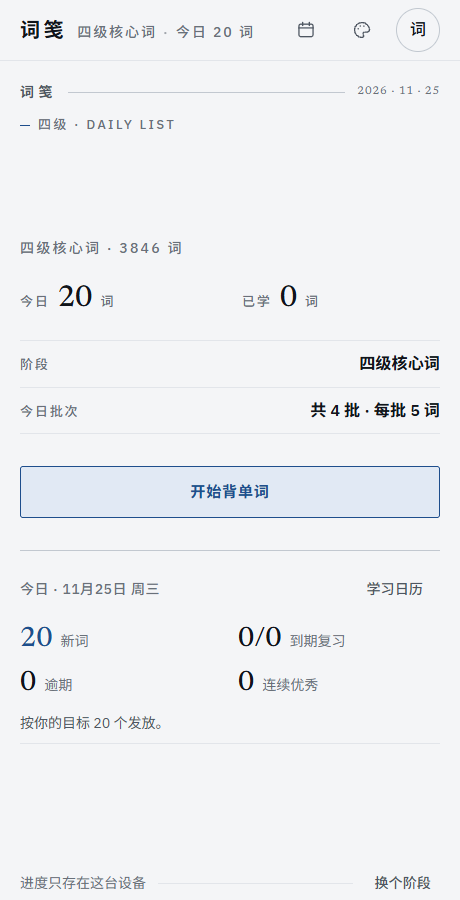 词笺 四级核心词 · 今日 20 词 词
词笺 2026 · 11 · 25
— 四级 · DAILY LIST
四级核心词 · 3846 词
今日 20 词 已学 0 词
阶段 四级核心词
今日批次 共 4 批 · 每批 5 词
开始背单词
今日 · 11月25日 周三 学习日历
20 新词 0/0 到期复习
0 逾期 0 连续优秀
按你的目标 20 个发放。
进度只存在这台设备 换个阶段